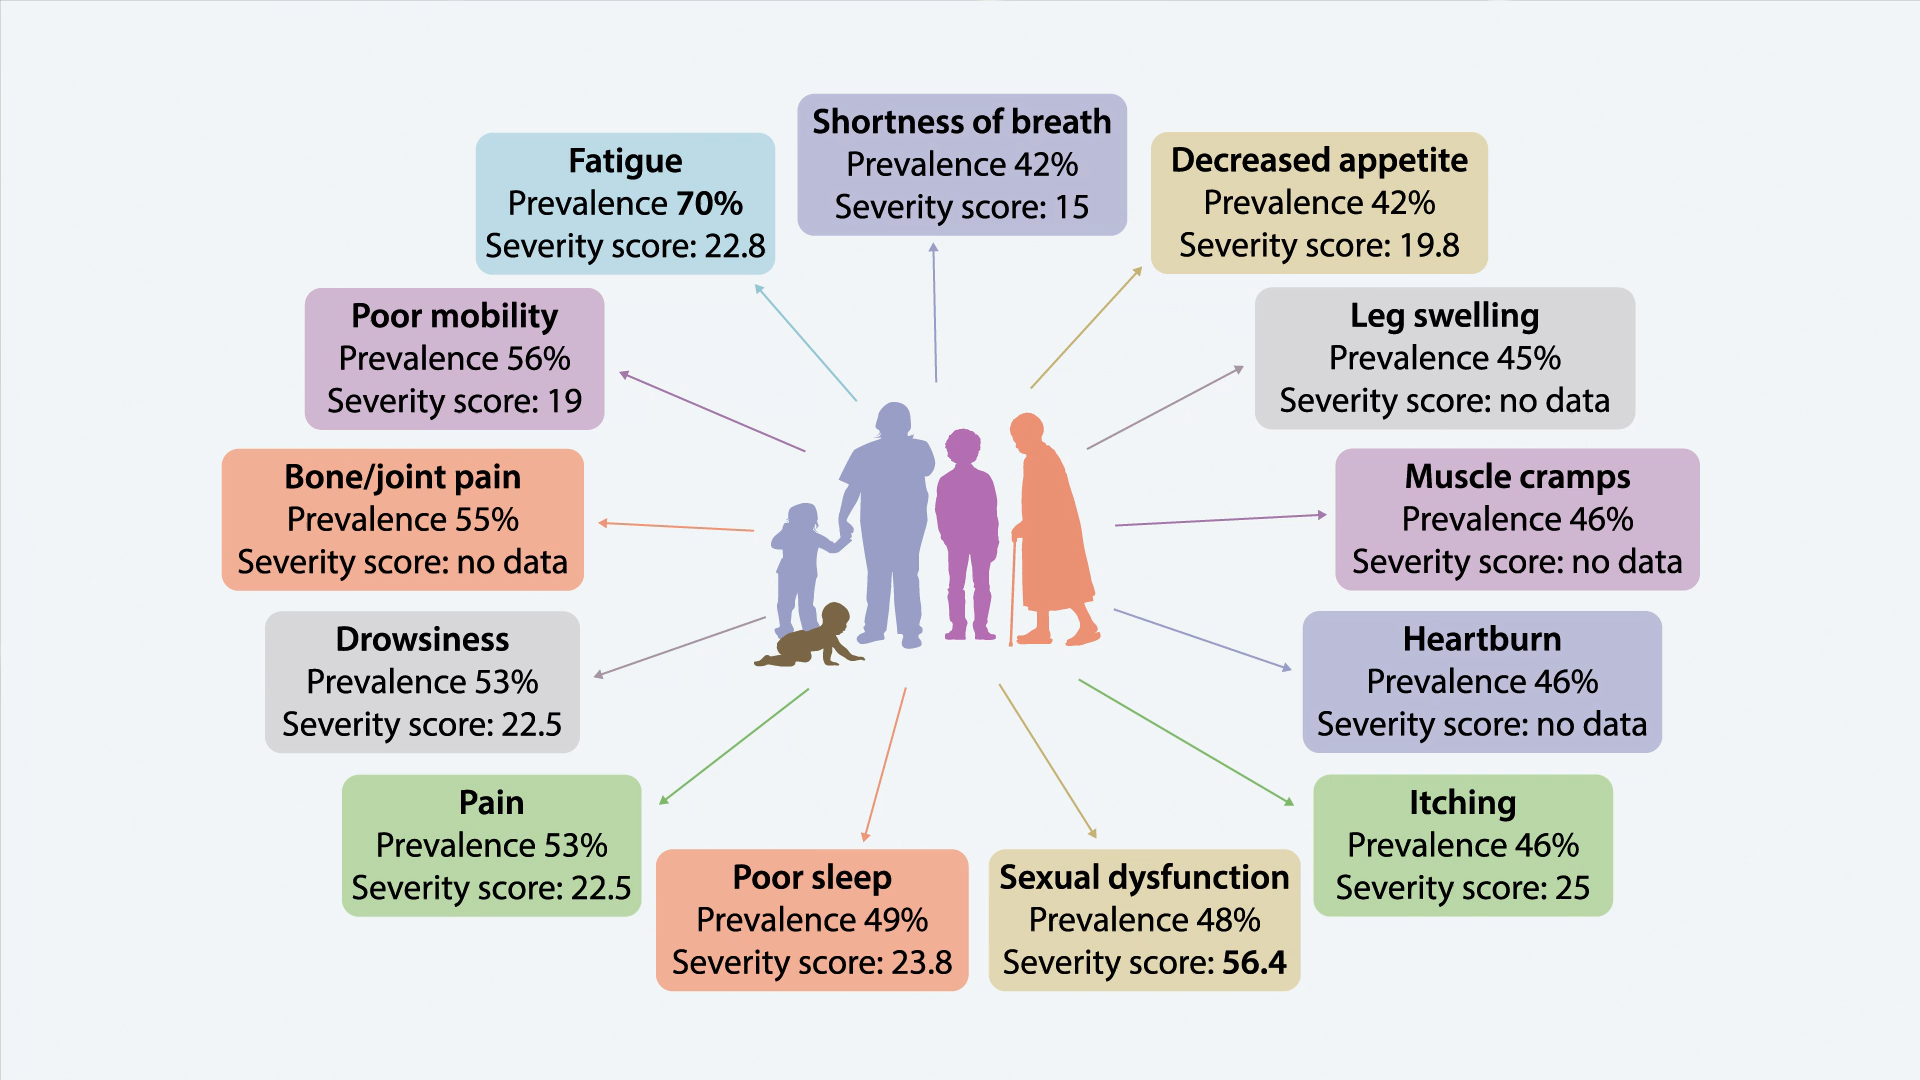 Shortness of breath
Prevalence 42%
Severity score: 15
Fatigue
Prevalence 70%
Severity score: 22.8
Decreased appetite
Prevalence 42%
Severity score: 19.8
Poor mobility
Prevalence 56%
Severity score: 19
Leg swelling
Prevalence 45%
Severity score: no data
Bone/joint pain
Prevalence 55%
Severity score: no data
Muscle cramps
Prevalence 46%
Severity score: no data
Drowsiness
Prevalence 53%
Severity score: 22.5
Heartburn
Prevalence 46%
Severity score: no data
Pain
Prevalence 53%
Severity score: 22.5
Itching
Prevalence 46%
Severity score: 25
Poor sleep
Prevalence 49%
Severity score: 23.8
Sexual dysfunction
Prevalence 48%
Severity score: 56.4